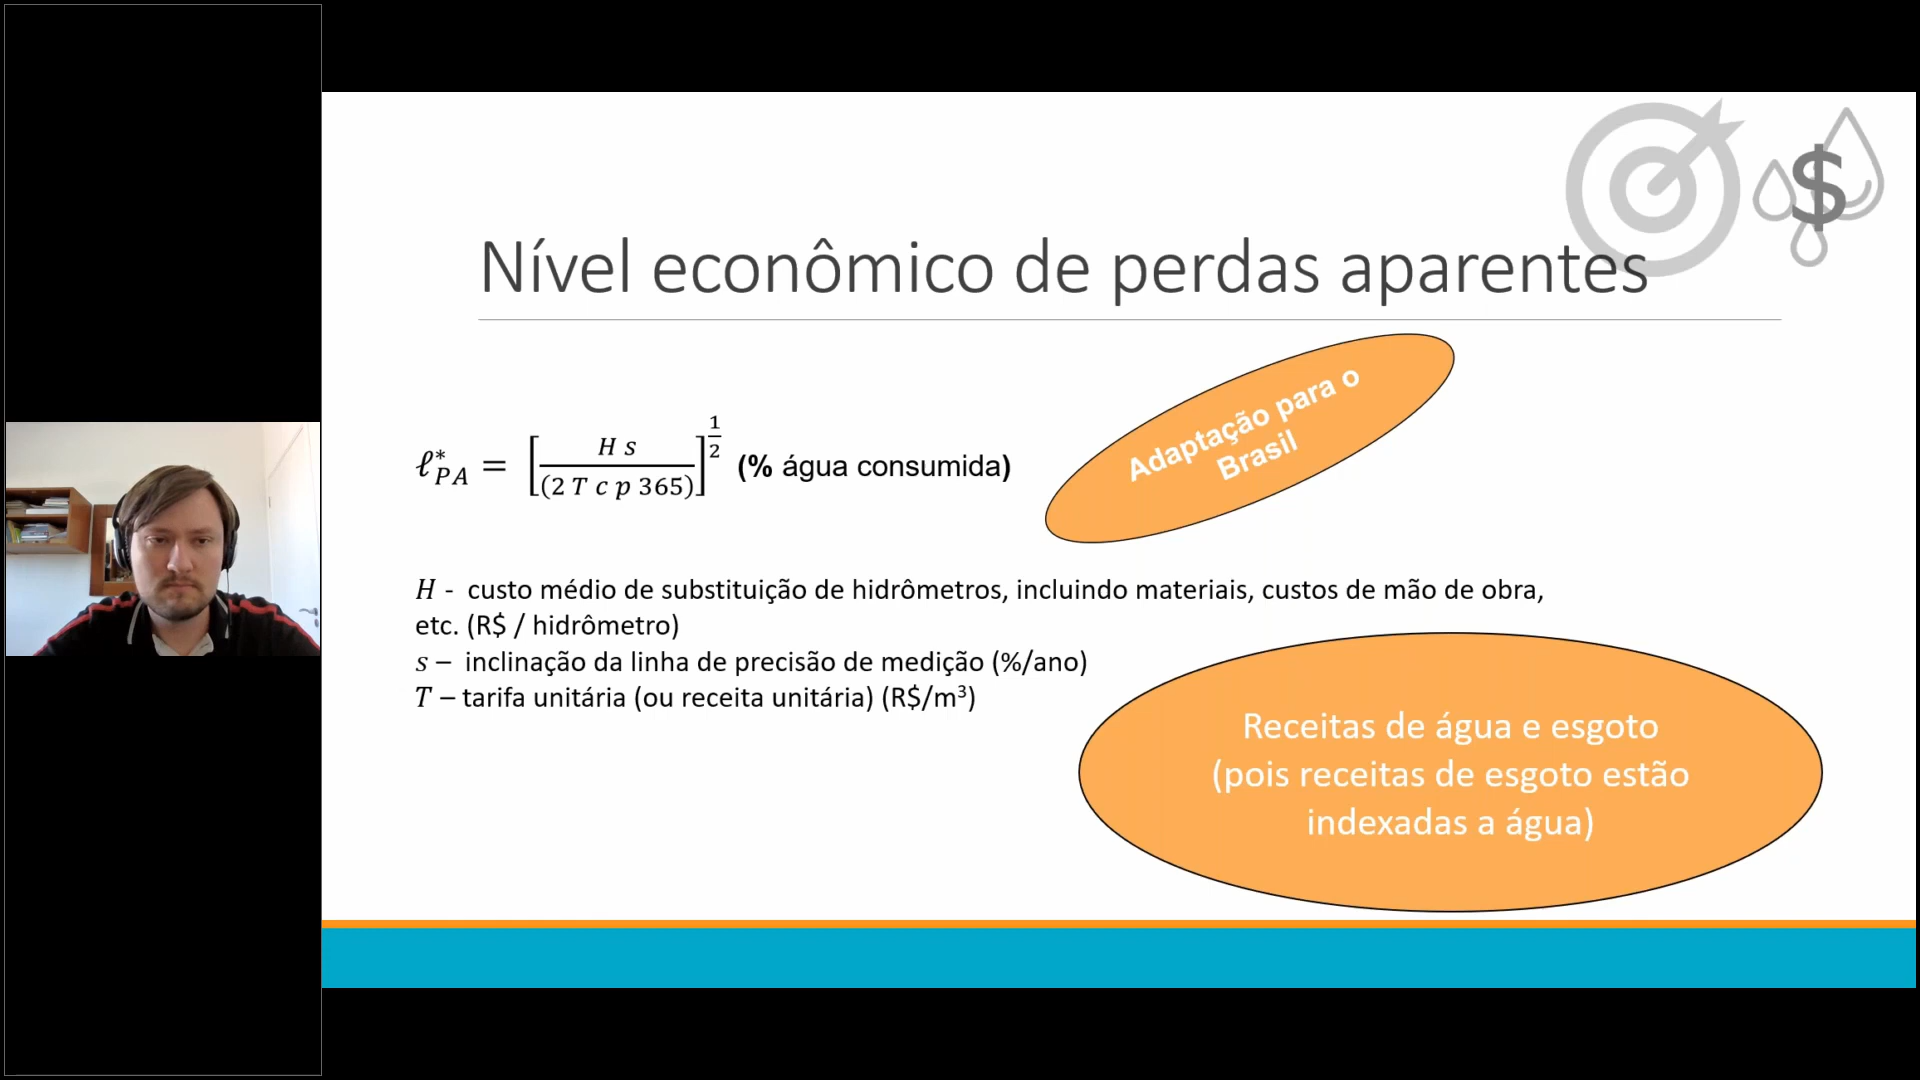 $
Nível econômico de perdas aparentes
Adaptação para o
Brasil
ℓ*_PA = [H s / (2 T c p 365)]^(1/2) (% água consumida)
H - custo médio de substituição de hidrômetros, incluindo materiais, custos de mão de obra,
etc. (R$ / hidrômetro)
s – inclinação da linha de precisão de medição (%/ano)
T – tarifa unitária (ou receita unitária) (R$/m³)
Receitas de água e esgoto
(pois receitas de esgoto estão
indexadas a água)